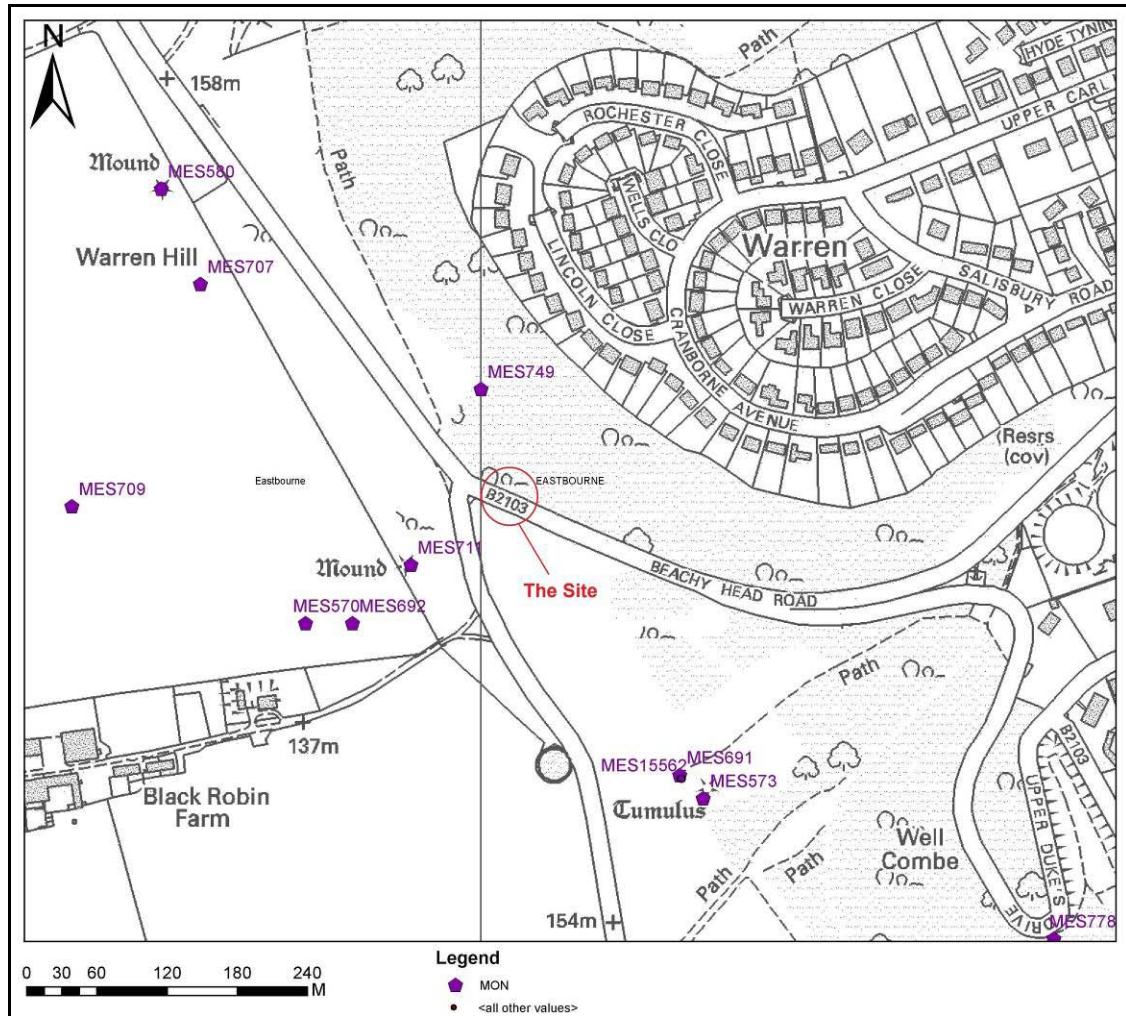 N
158m
Path
Path
HYDE TYNIN
UPPER CARL
ROCHESTER CLOSE
Mound
MES580
WELLS CLO
Warren
Warren Hill
MES707
LINCOLN CLOSE
WARREN CLOSE
SALISBURY ROAD
CRANBORNE AVENUE
MES749
(Resrs
(cov)
MES709
Eastbourne
EASTBOURNE
B2103
MES711
Mound
The Site
BEACHY HEAD ROAD
MES570MES692
Path
137m
Black Robin
Farm
MES15562
MES691
MES573
Tumulus
B2103
UPPER DUKE'S
DRIVE
Well
Combe
Path
Path
154m
MES778
Legend
0 30 60 120 180 240
M
MON
<all other values>